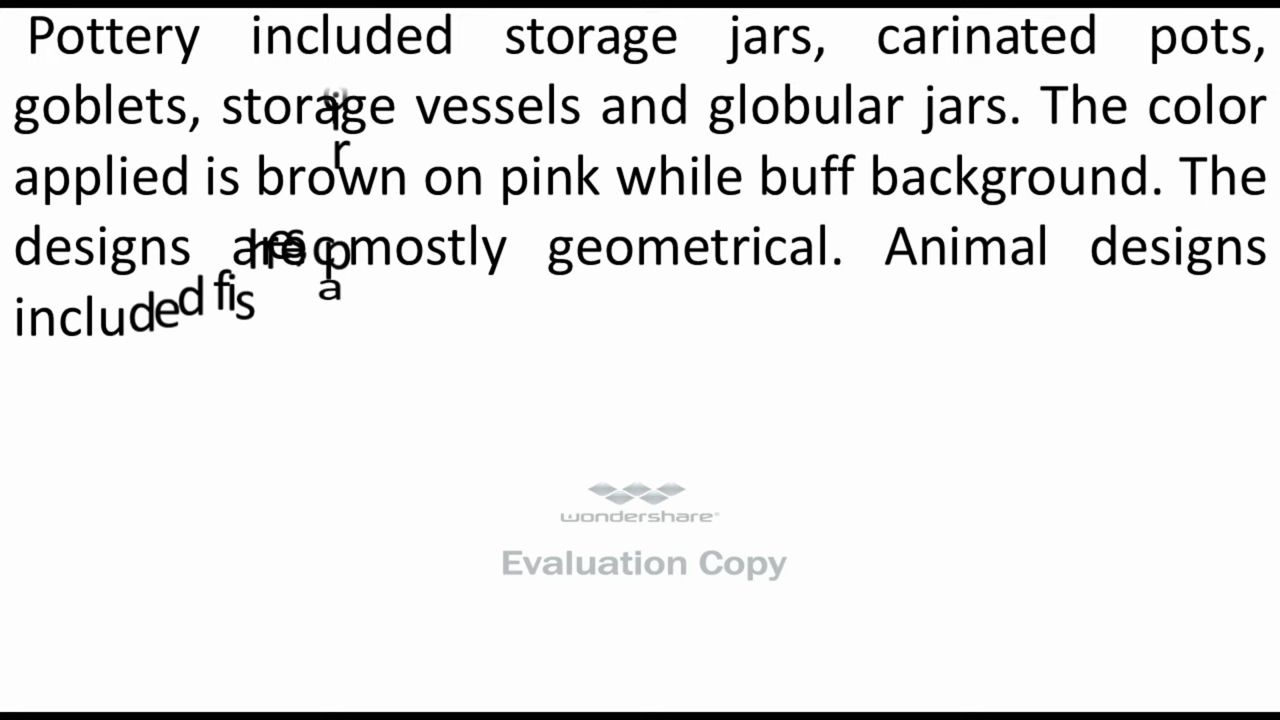 Pottery included storage jars, carinated pots,
goblets, storage vessels and globular jars. The color
applied is brown on pink while buff background. The
designs are mostly geometrical. Animal designs
included fis
wondershare
Evaluation Copy